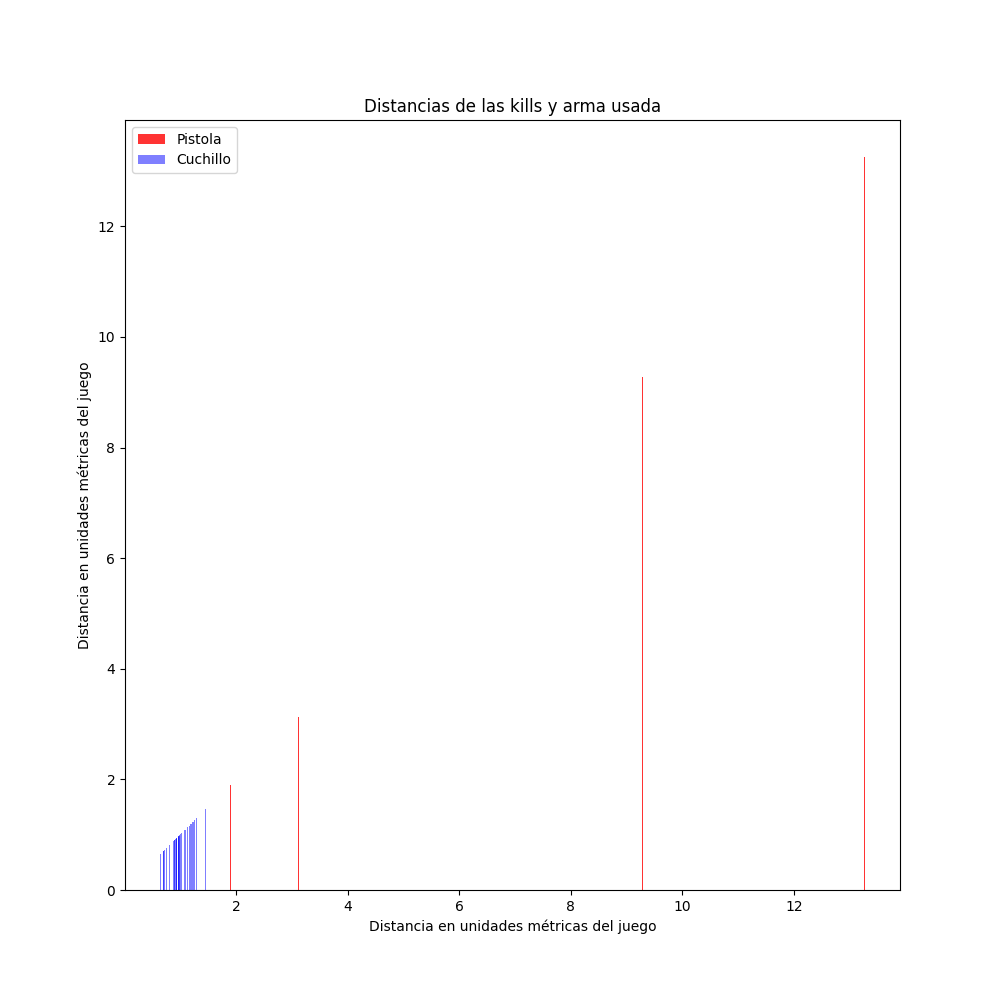 Distancias de las kills y arma usada
Pistola
Cuchillo
Distancia en unidades métricas del juego
12
10
8
6
4
2
0
2 4 6 8 10 12
Distancia en unidades métricas del juego